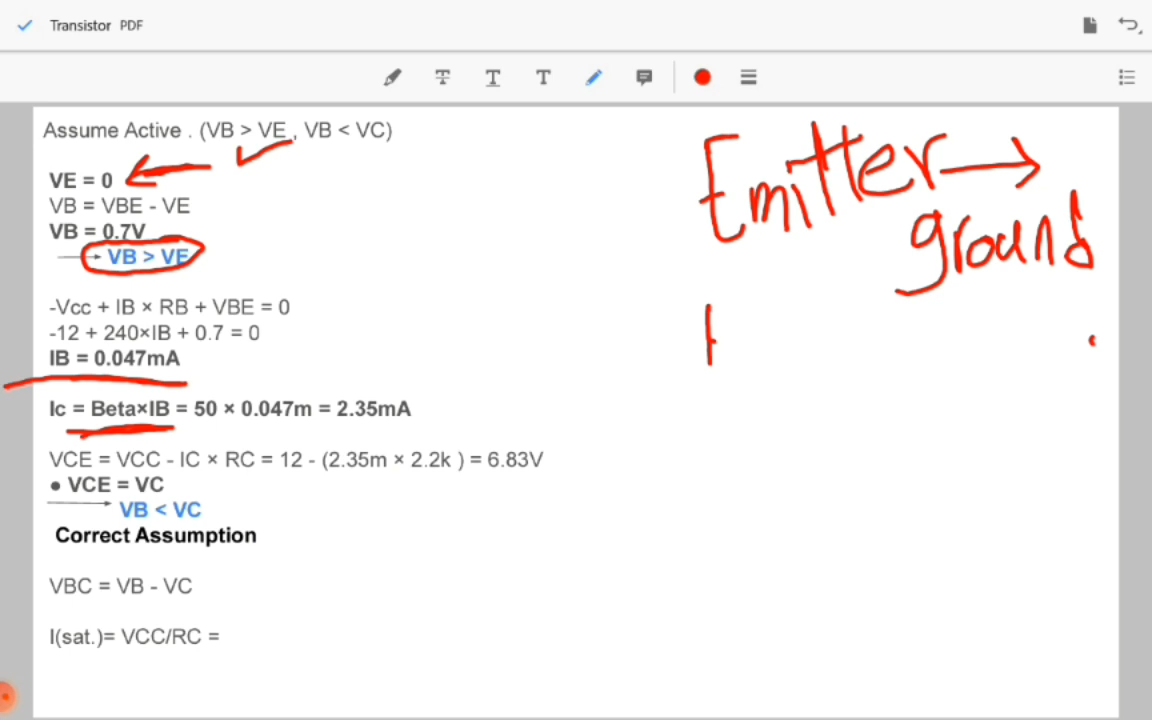 Transistor PDF
Assume Active . (VB > VE , VB < VC)
VE = 0
VB = VBE - VE
VB = 0.7V
VB > VE
-Vcc + IB × RB + VBE = 0
-12 + 240×IB + 0.7 = 0
IB = 0.047mA
Ic = Beta×IB = 50 × 0.047m = 2.35mA
VCE = VCC - IC × RC = 12 - (2.35m × 2.2k ) = 6.83V
● VCE = VC
VB < VC
Correct Assumption
VBC = VB - VC
I(sat.)= VCC/RC =
Emitter →
ground